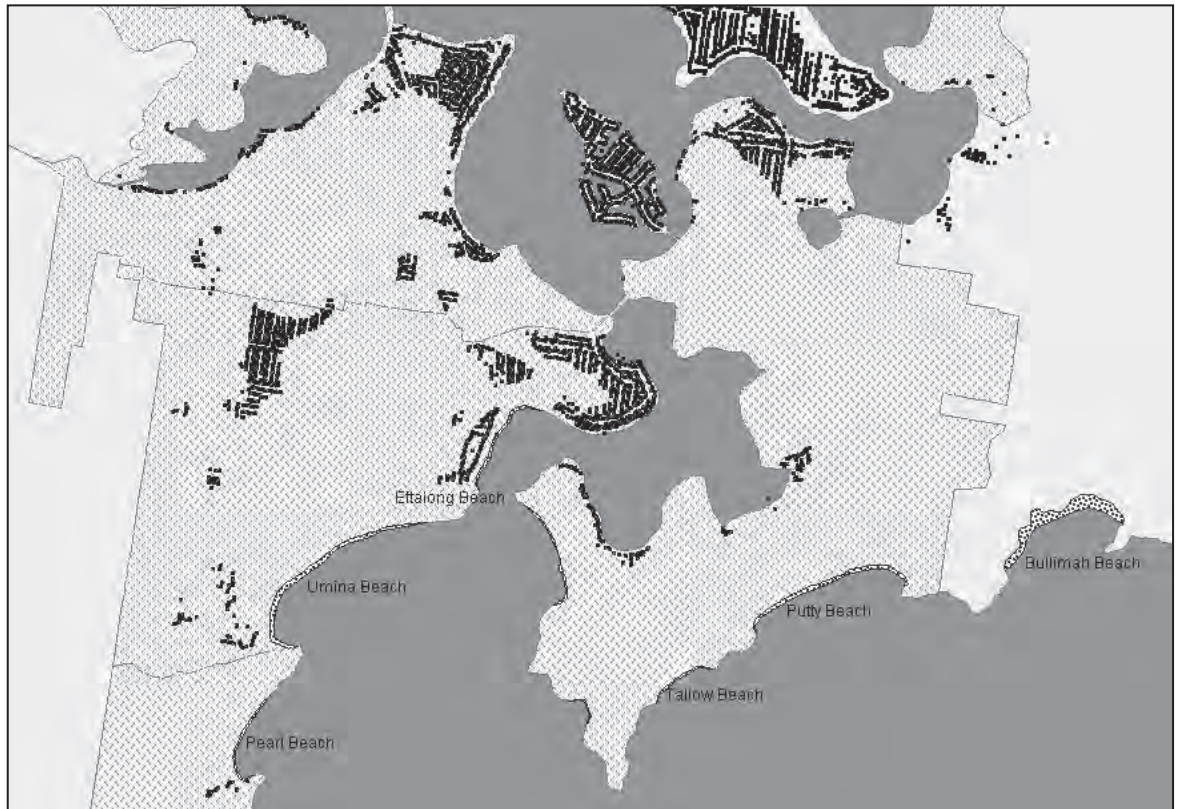 Ettalong Beach
Umina Beach
Bullimah Beach
Putty Beach
Tallow Beach
Pearl Beach